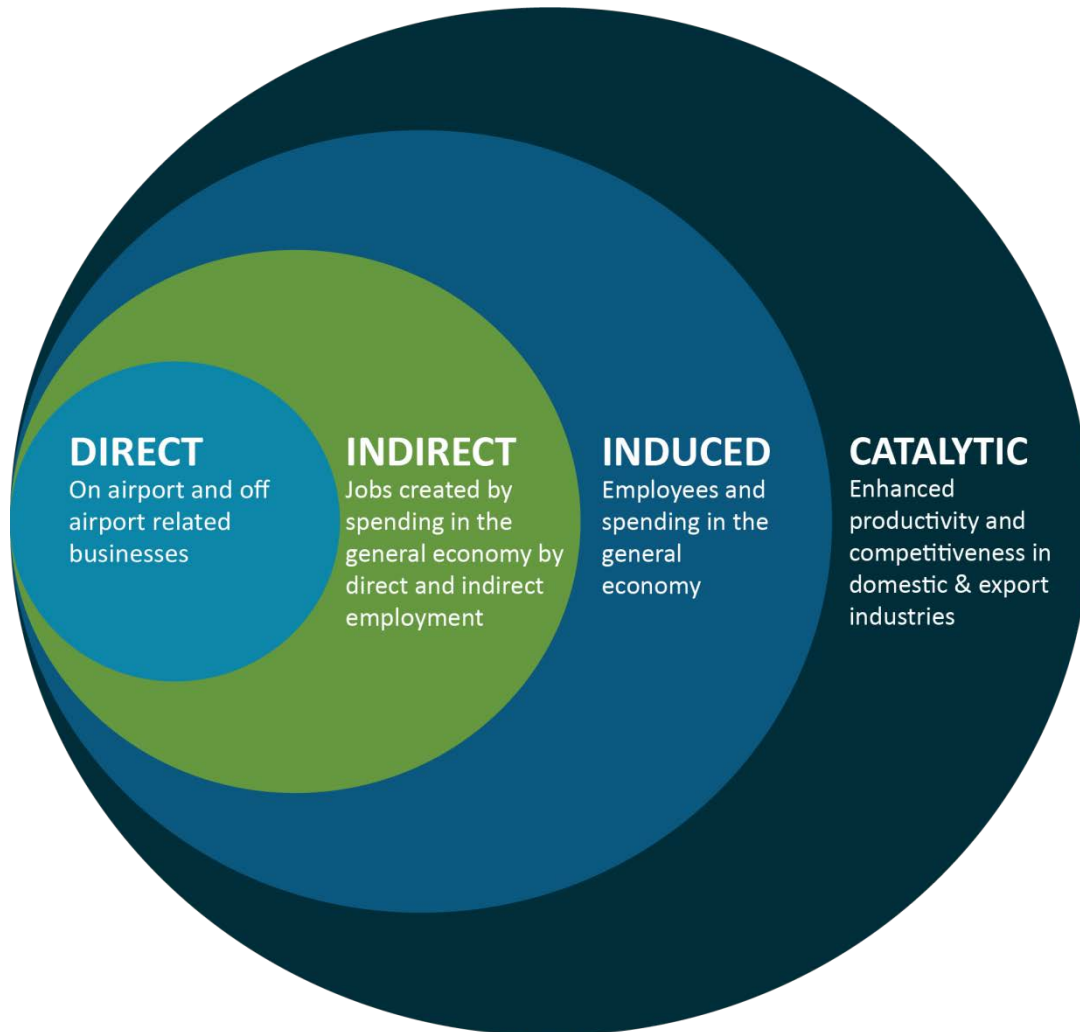 DIRECT
On airport and off
airport related
businesses
INDIRECT
Jobs created by
spending in the
general economy by
direct and indirect
employment
INDUCED
Employees and
spending in the
general
economy
CATALYTIC
Enhanced
productivity and
competitiveness in
domestic & export
industries